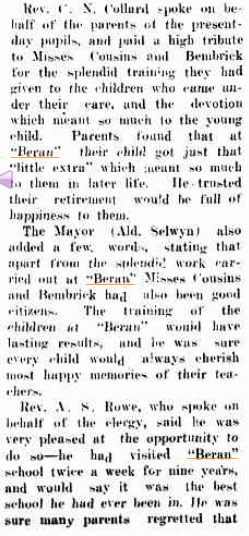 Rev. C. N. Collard spoke on be-
half of the parents of the present-
day pupils, and paid a high tribute
to Misses Cousins and Bembrick
for the splendid training they had
given to the children who came un-
der their care, and the devotion
which meant so much to the young
child. Parents found that at
"Beran" their child got just that
"little extra" which meant so much
to them in later life. He trusted
their retirement would be full of
happiness to them.
The Mayor (Ald. Selwyn) also
added a few words, stating that
apart from the splendid work car-
ried out at "Beran" Misses Cousins
and Bembrick had also been good
citizens. The training of the
children at "Beran" would have
lasting results, and he was sure
every child would always cherish
most happy memories of their tea-
chers.
Rev. A. S. Rowe, who spoke on
behalf of the clergy, said he was
very pleased at the opportunity to
do so—he had visited "Beran"
school twice a week for nine years,
and would say it was the best
school he had ever been in. He was
sure many parents regretted that